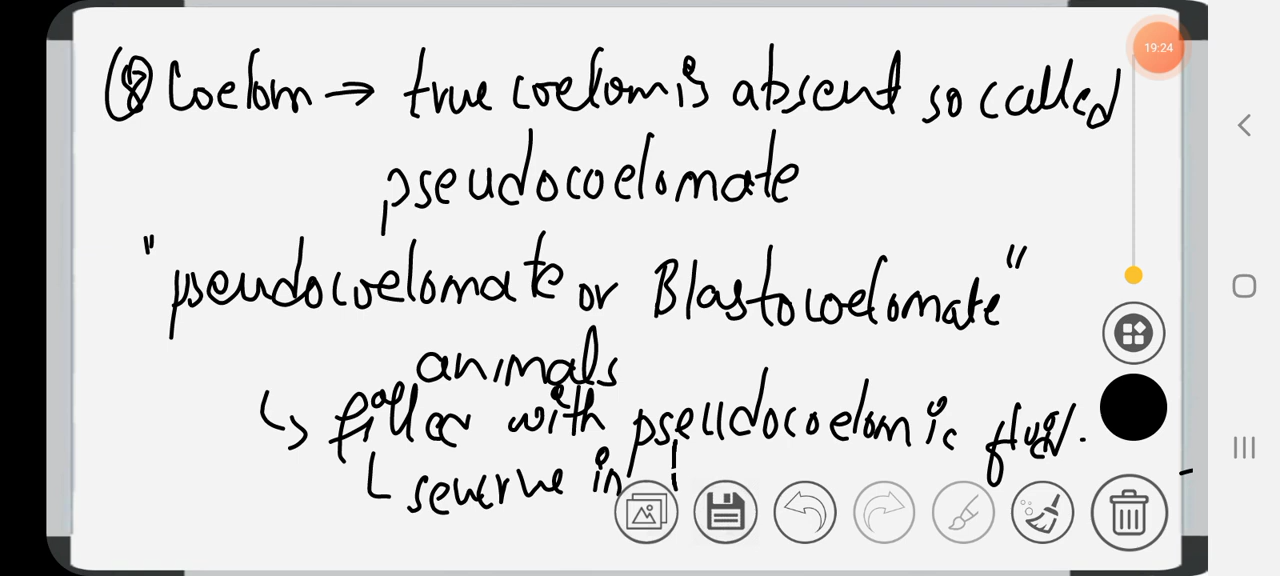 (8) Coelom → true coelom is absent so called
pseudocoelomate
"pseudocoelomate or Blastocoelomate"
animals
↳ filled with pseudocoelomic fluid.
in
19:24